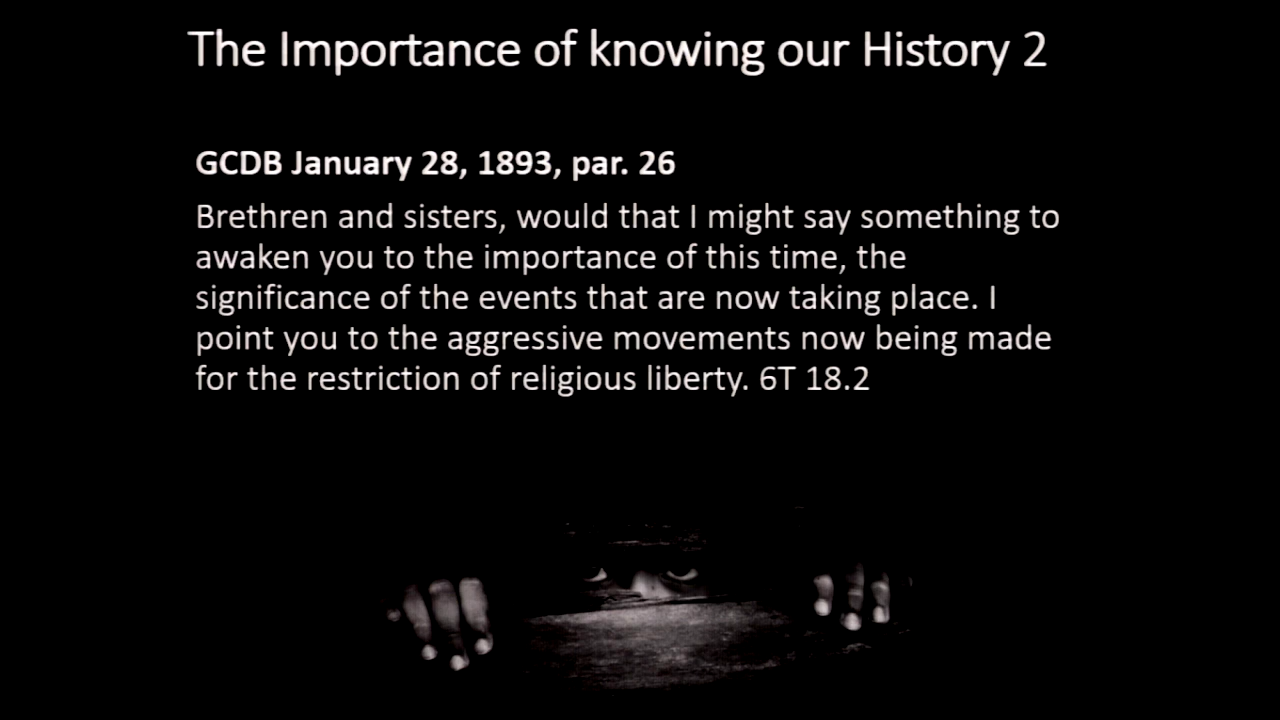 The Importance of knowing our History 2
GCDB January 28, 1893, par. 26
Brethren and sisters, would that I might say something to
awaken you to the importance of this time, the
significance of the events that are now taking place. I
point you to the aggressive movements now being made
for the restriction of religious liberty. 6T 18.2